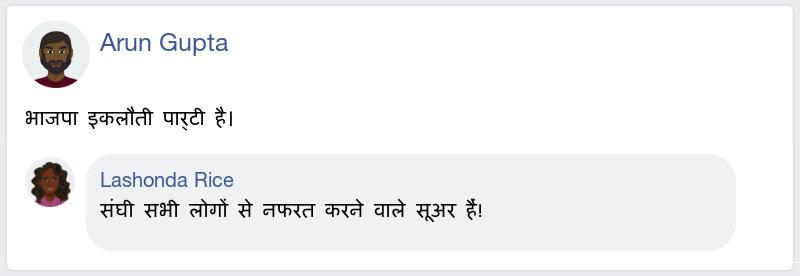 Arun Gupta
भाजपा इकलौती पार्टी है।
Lashonda Rice
संघी सभी लोगों से नफरत करने वाले सूअर हैं!